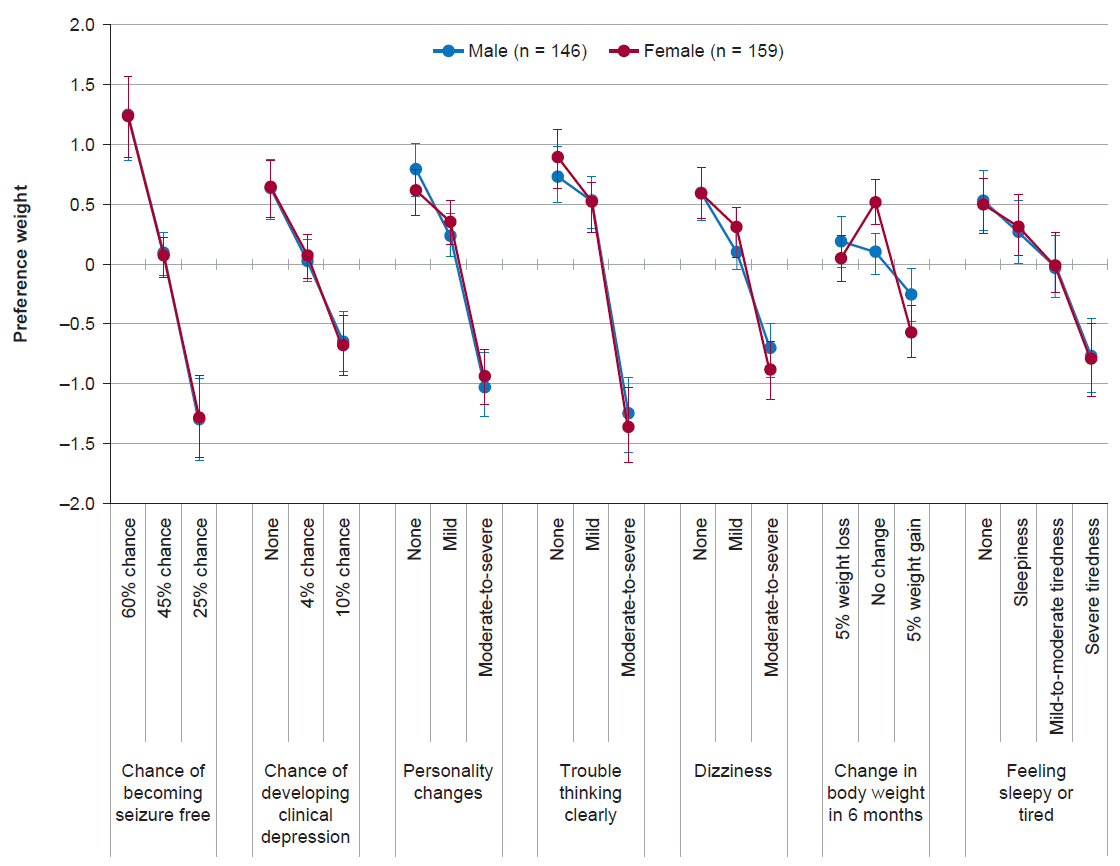 2.0
Male (n = 146) Female (n = 159)
1.5
1.0
0.5
0
–0.5
–1.0
–1.5
–2.0
Preference weight
60% chance
45% chance
25% chance
None
4% chance
10% chance
None
Mild
Moderate-to-severe
None
Mild
Moderate-to-severe
None
Mild
Moderate-to-severe
5% weight loss
No change
5% weight gain
None
Sleepiness
Mild-to-moderate tiredness
Severe tiredness
Chance of
becoming
seizure free
Chance of
developing
clinical
depression
Personality
changes
Trouble
thinking
clearly
Dizziness
Change in
body weight
in 6 months
Feeling
sleepy or
tired